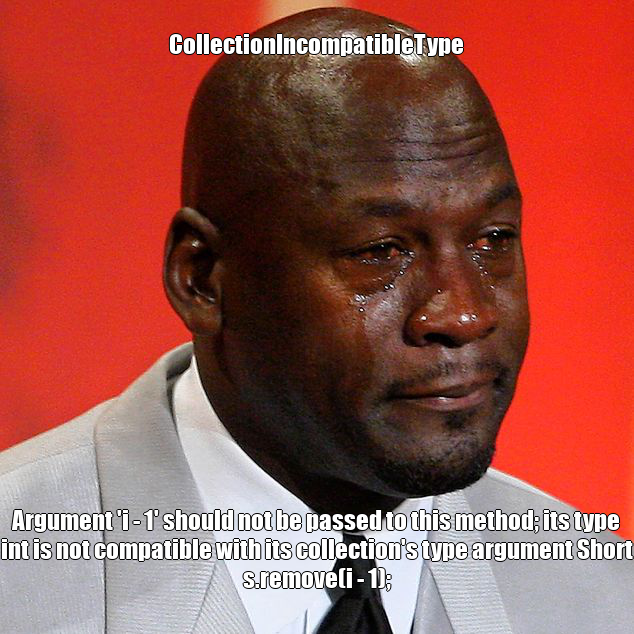 CollectionIncompatibleType
Argument 'i - 1' should not be passed to this method; its type
int is not compatible with its collection's type argument Short
s.remove(i - 1);